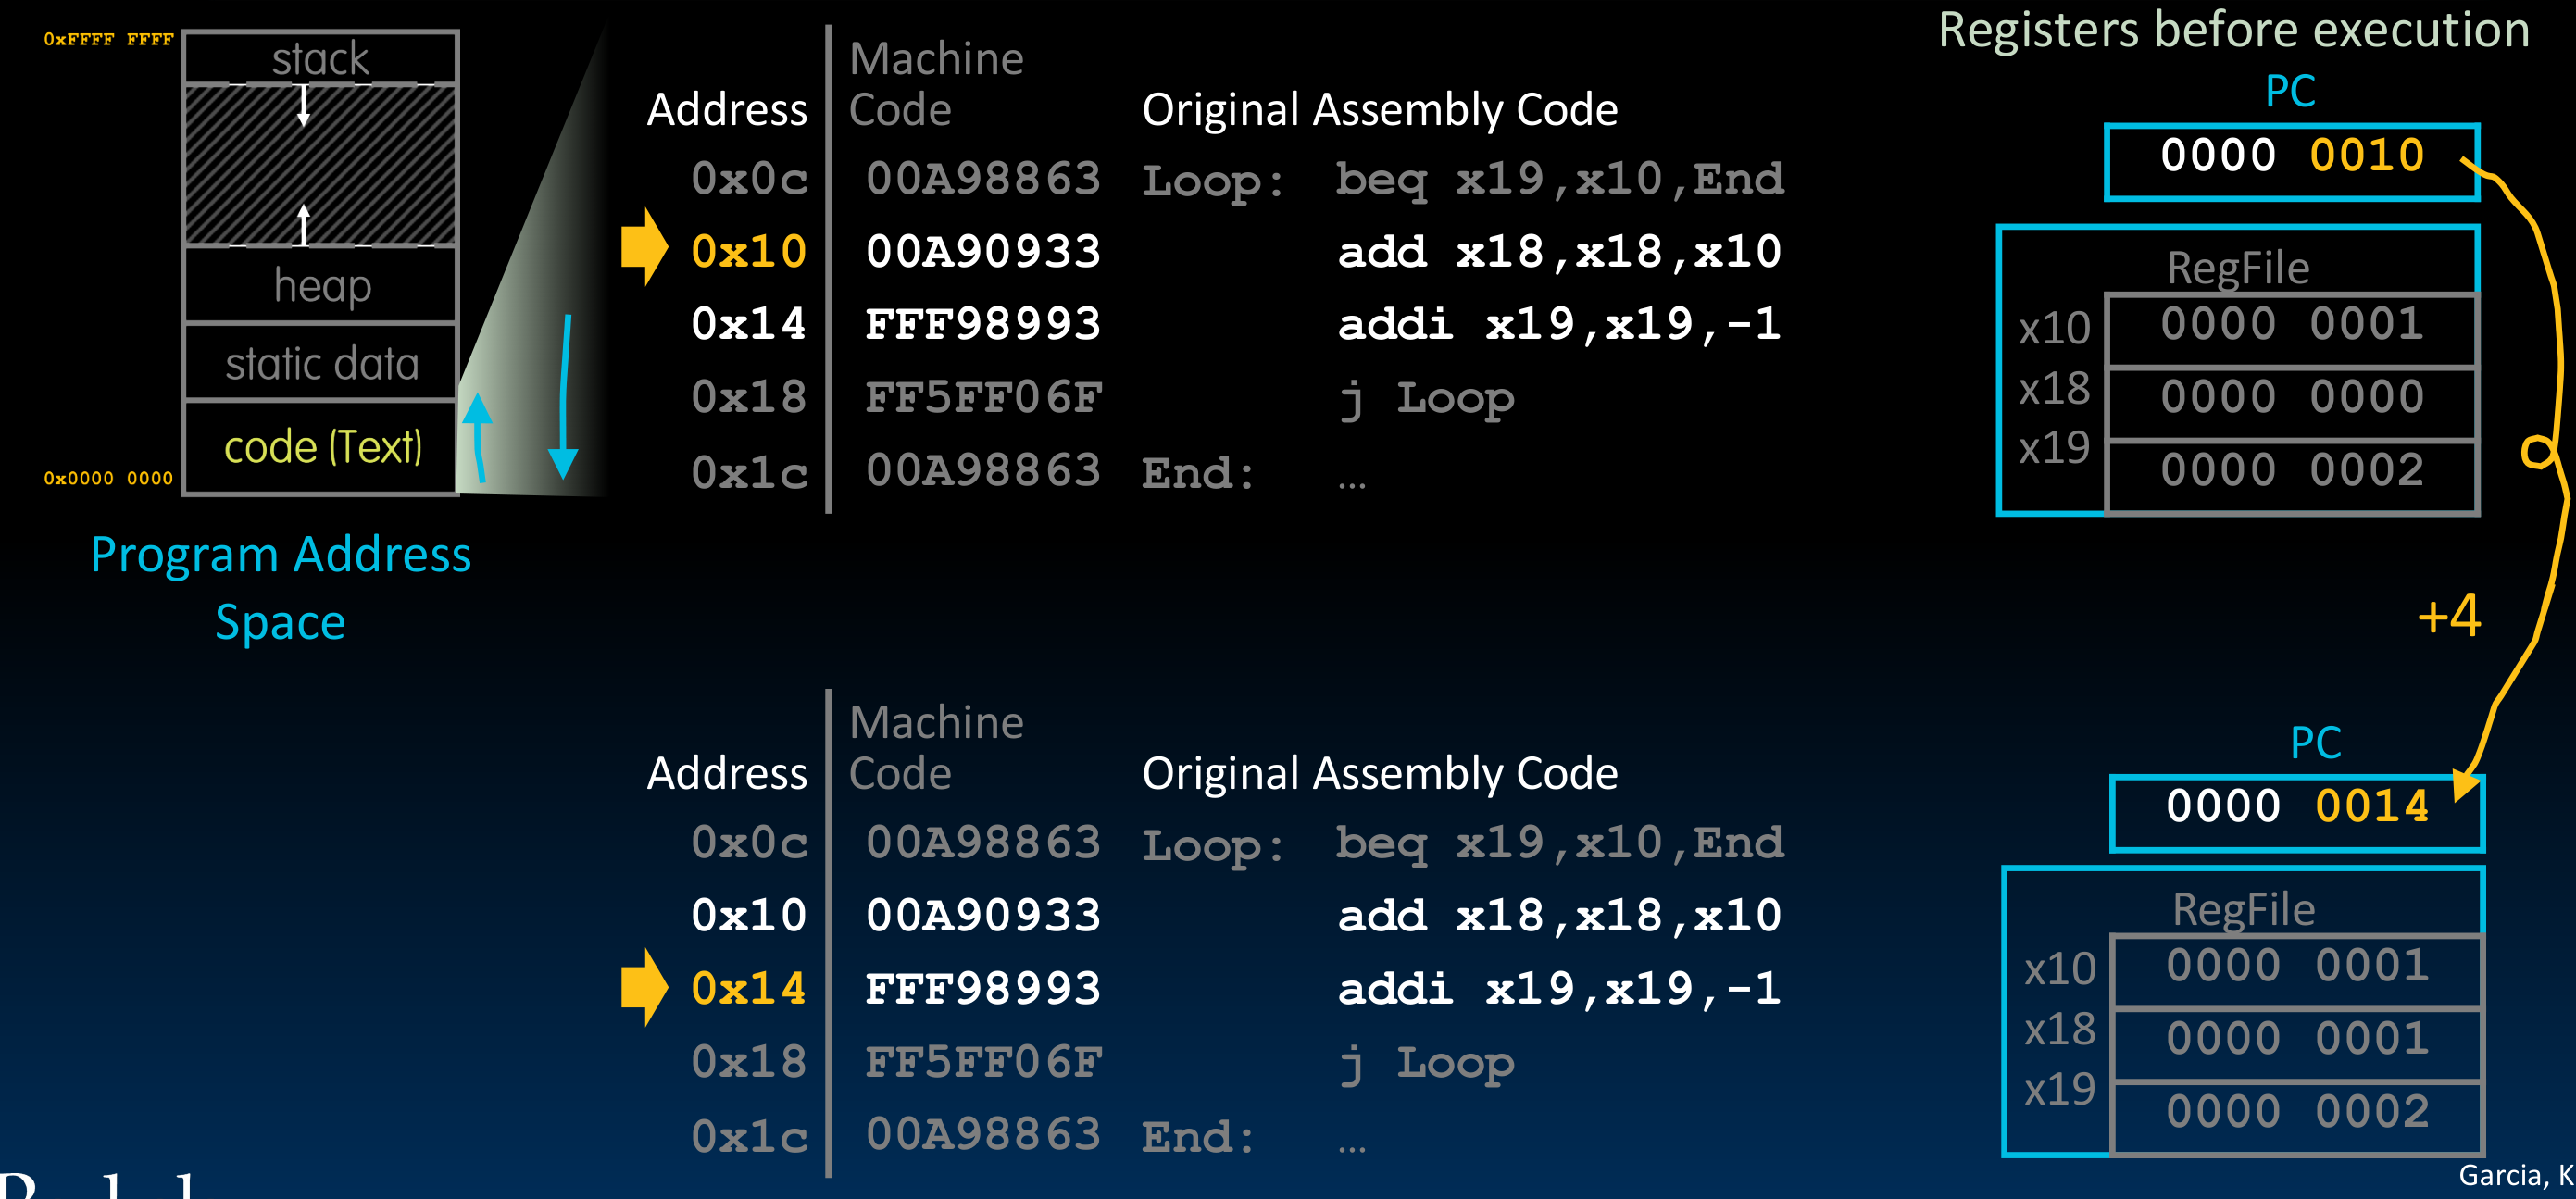 0xFFFF FFFF
stack
heap
static data
code (Text)
0x0000 0000
Program Address
Space
Machine
Address Code Original Assembly Code
0x0c 00A98863 Loop: beq x19,x10,End
0x10 00A90933 add x18,x18,x10
0x14 FFF98993 addi x19,x19,-1
0x18 FF5FF06F j Loop
0x1c 00A98863 End: …
Registers before execution
PC
0000 0010
RegFile
x10 0000 0001
x18 0000 0000
x19 0000 0002
+4
Machine
Address Code Original Assembly Code
0x0c 00A98863 Loop: beq x19,x10,End
0x10 00A90933 add x18,x18,x10
0x14 FFF98993 addi x19,x19,-1
0x18 FF5FF06F j Loop
0x1c 00A98863 End: …
PC
0000 0014
RegFile
x10 0000 0001
x18 0000 0001
x19 0000 0002
Garcia, K